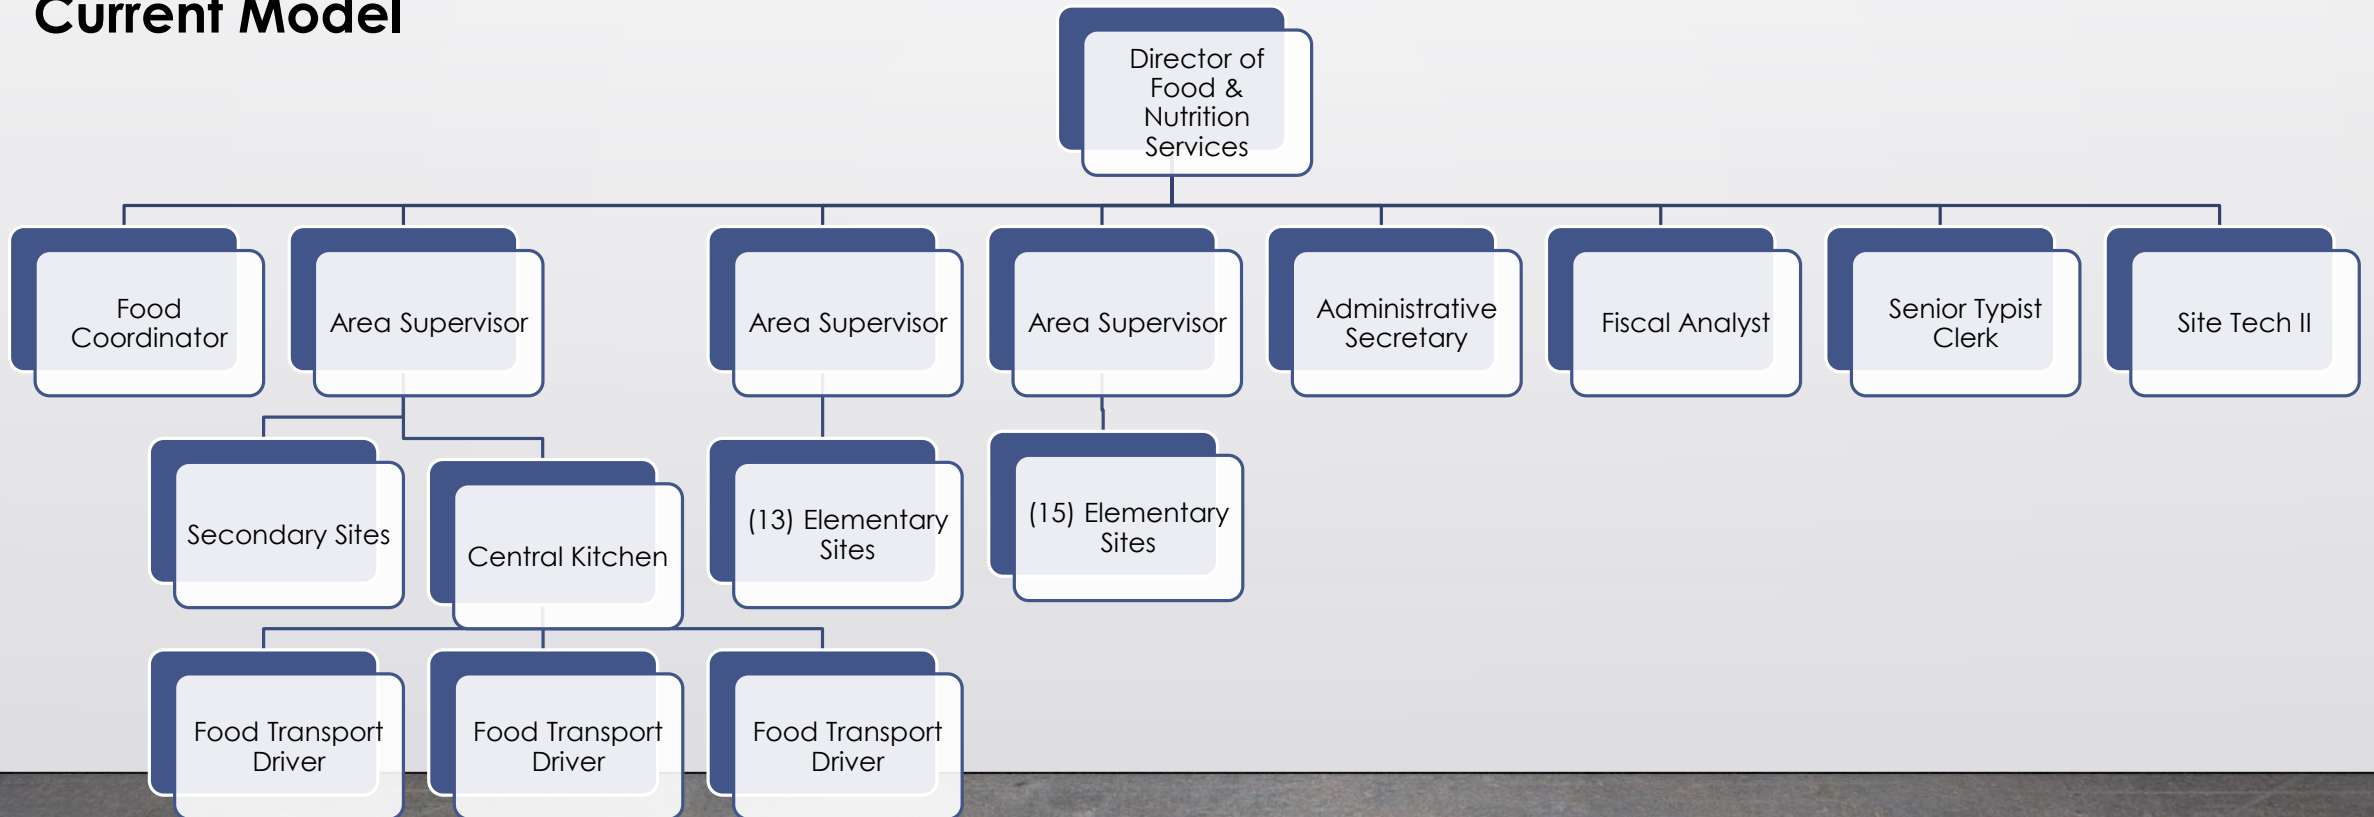 Current Model
Director of
Food &
Nutrition
Services
Food
Coordinator
Area Supervisor
Area Supervisor
Area Supervisor
Administrative
Secretary
Fiscal Analyst
Senior Typist
Clerk
Site Tech II
Secondary Sites
Central Kitchen
(13) Elementary
Sites
(15) Elementary
Sites
Food Transport
Driver
Food Transport
Driver
Food Transport
Driver